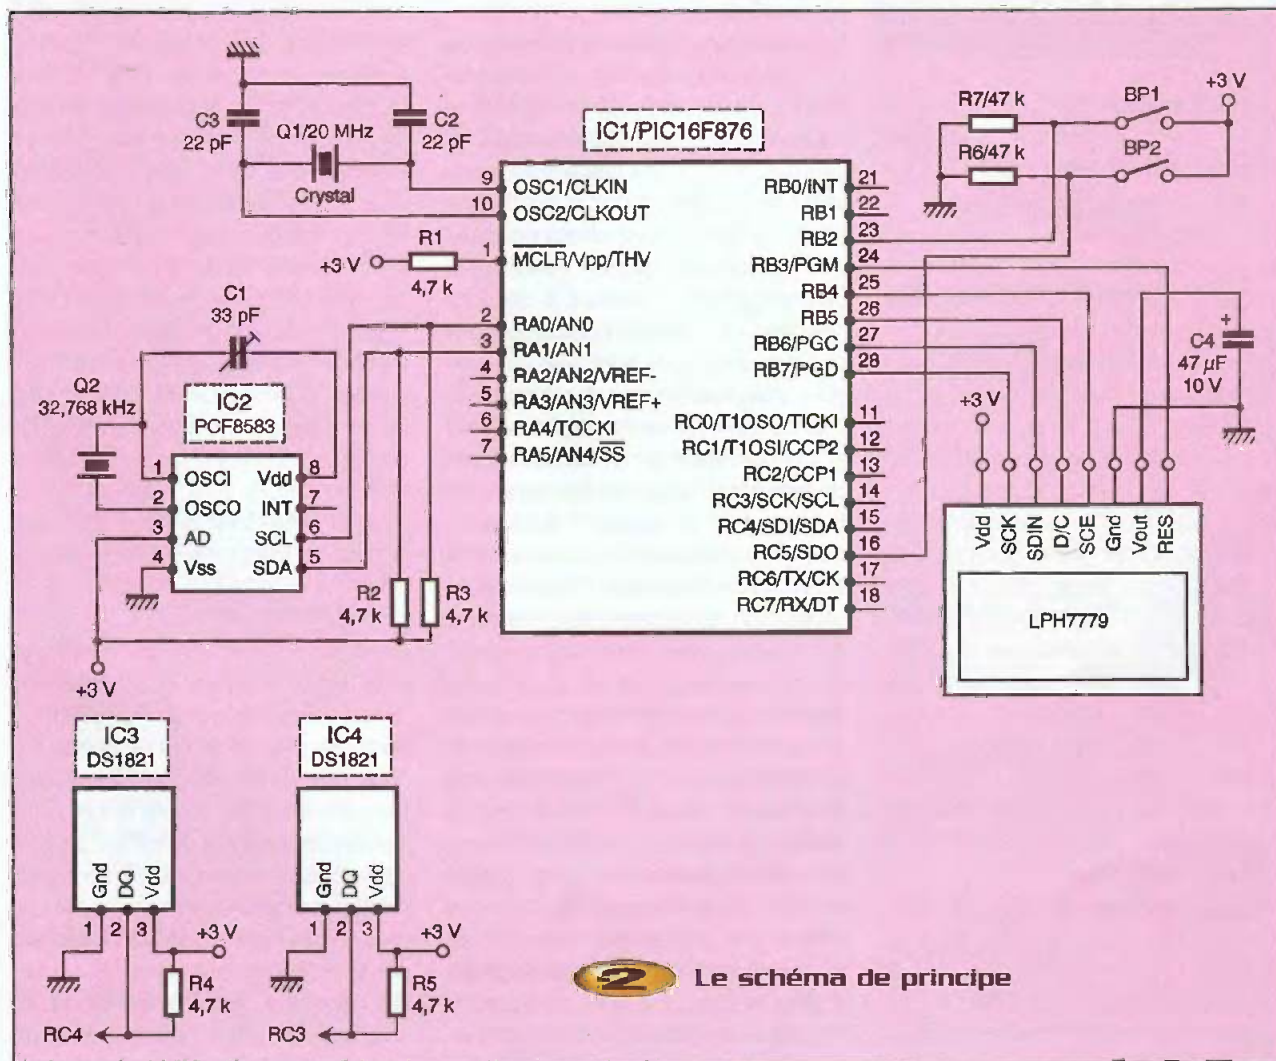 C3
22 pF
Q1/20 MHz
Crystal
C2
22 pF
IC1/PIC16F876
9
OSC1/CLKIN
10
OSC2/CLKOUT
+3 V
R1
4,7 k
1
MCLR/Vpp/THV
2
RA0/AN0
3
RA1/AN1
4
RA2/AN2/VREF-
5
RA3/AN3/VREF+
6
RA4/TOCKI
7
RA5/AN4/SS
RB0/INT
21
RB1
22
RB2
23
RB3/PGM
24
RB4
25
RB5
26
RB6/PGC
27
RB7/PGD
28
RC0/T1OSO/TICKI
11
RC1/T1OSI/CCP2
12
RC2/CCP1
13
RC3/SCK/SCL
14
RC4/SDI/SDA
15
RC5/SDO
16
RC6/TX/CK
17
RC7/RX/DT
18
R7/47 k
BP1
+3 V
R6/47 k
BP2
+
C4
47 µF
10 V
+3 V
Vdd
SCK
SDIN
D/C
SCE
Gnd
Vout
RES
LPH7779
C1
33 pF
Q2
32,768 kHz
IC2
PCF8583
1
OSCI
2
OSCO
3
AD
4
Vss
Vdd
8
INT
7
SCL
6
SDA
5
R2
4,7 k
R3
4,7 k
+3 V
IC3
DS1821
Gnd
DQ
Vdd
1
2
3
+3 V
R4
4,7 k
RC4
IC4
DS1821
Gnd
DQ
Vdd
1
2
3
+3 V
R5
4,7 k
RC3
2 Le schéma de principe